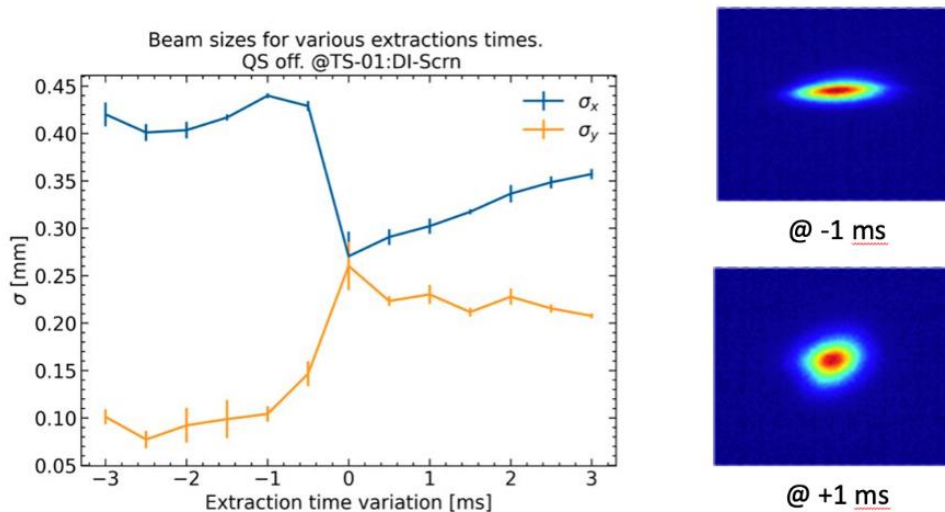 Beam sizes for various extractions times.
QS off. @TS-01:DI-Scrn
σx
σy
0.45
0.40
0.35
0.30
0.25
0.20
0.15
0.10
0.05
σ [mm]
−3 −2 −1 0 1 2 3
Extraction time variation [ms]
@ -1 ms
@ +1 ms